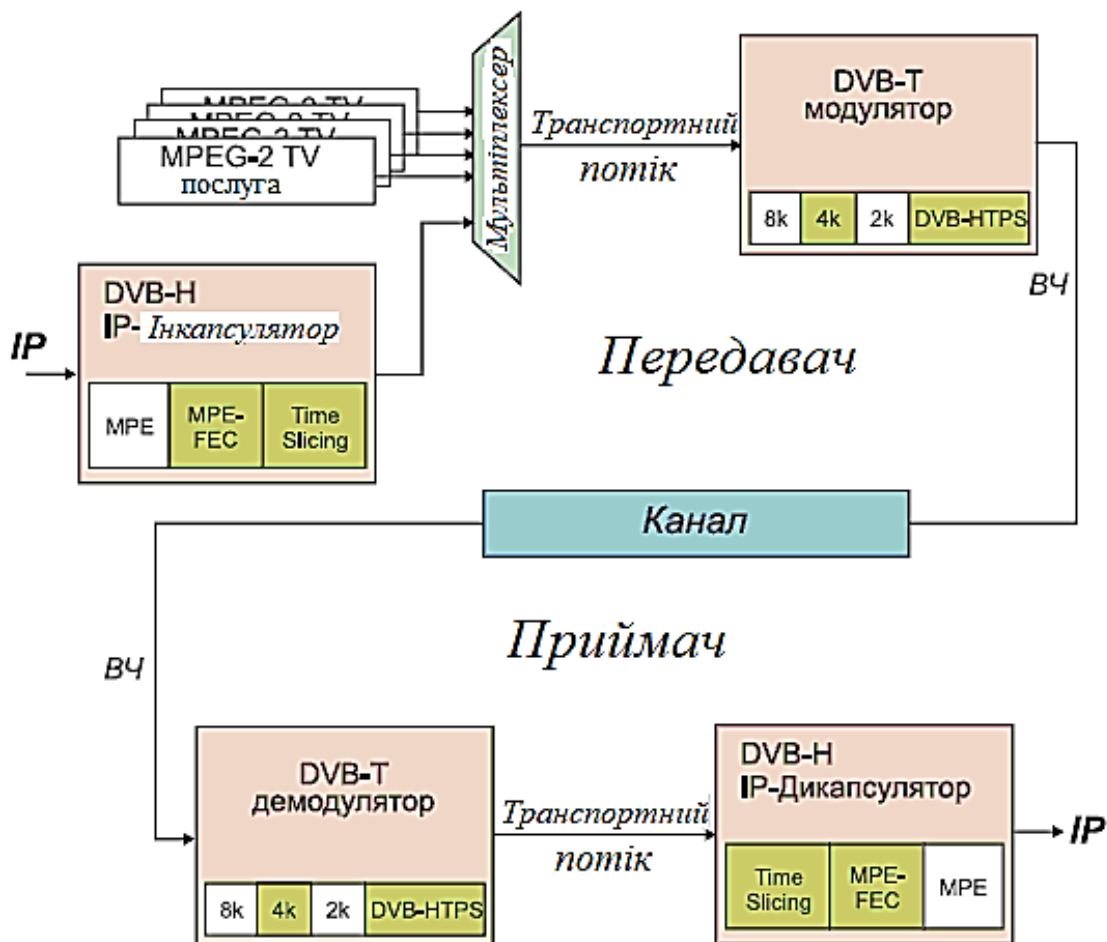 MPEG-2 TV
MPEG-2 TV
MPEG-2 TV
MPEG-2 TV
послуга
Мультіплексер
Транспортний
потік
DVB-T
модулятор
8k 4k 2k DVB-HTPS
ВЧ
DVB-H
IP- Інкапсулятор
IP
MPE MPE-FEC Time Slicing
Передавач
Канал
Приймач
ВЧ
DVB-T
демодулятор
8k 4k 2k DVB-HTPS
Транспортний
потік
DVB-H
IP-Дикапсулятор
Time Slicing MPE-FEC MPE
IP